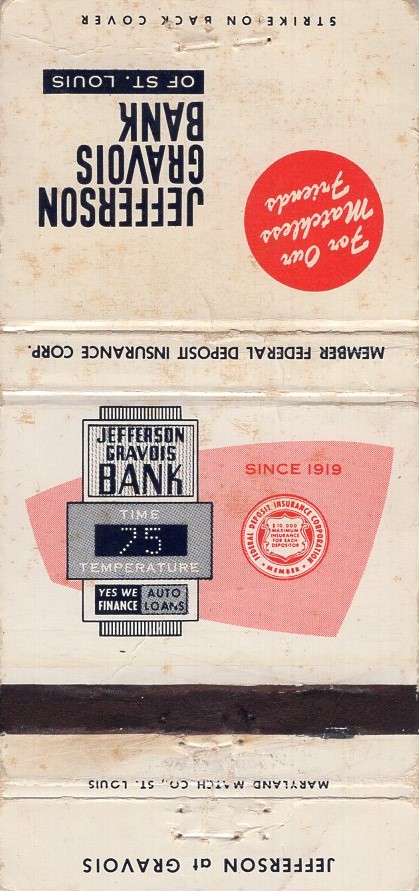 STRIKE ON BACK COVER
JEFFERSON
GRAVOIS
BANK
OF ST. LOUIS
For Our
Matchless
Friends
MEMBER FEDERAL DEPOSIT INSURANCE CORP.
JEFFERSON
GRAVOIS
BANK
TIME
75
TEMPERATURE
YES WE
FINANCE
AUTO
LOANS
SINCE 1919
FEDERAL DEPOSIT INSURANCE CORPORATION
$10,000
MAXIMUM
INSURANCE
FOR EACH
DEPOSITOR
• MEMBER •
MARYLAND MATCH CO., ST. LOUIS
JEFFERSON at GRAVOIS